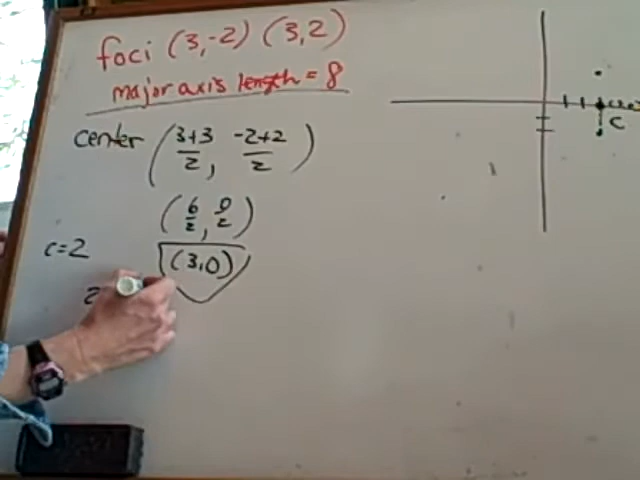 foci (3,-2) (3,2)
major axis length = 8
center (3+3/2, -2+2/2)
(6/2, 0/2)
c=2
(3,0)
2
C